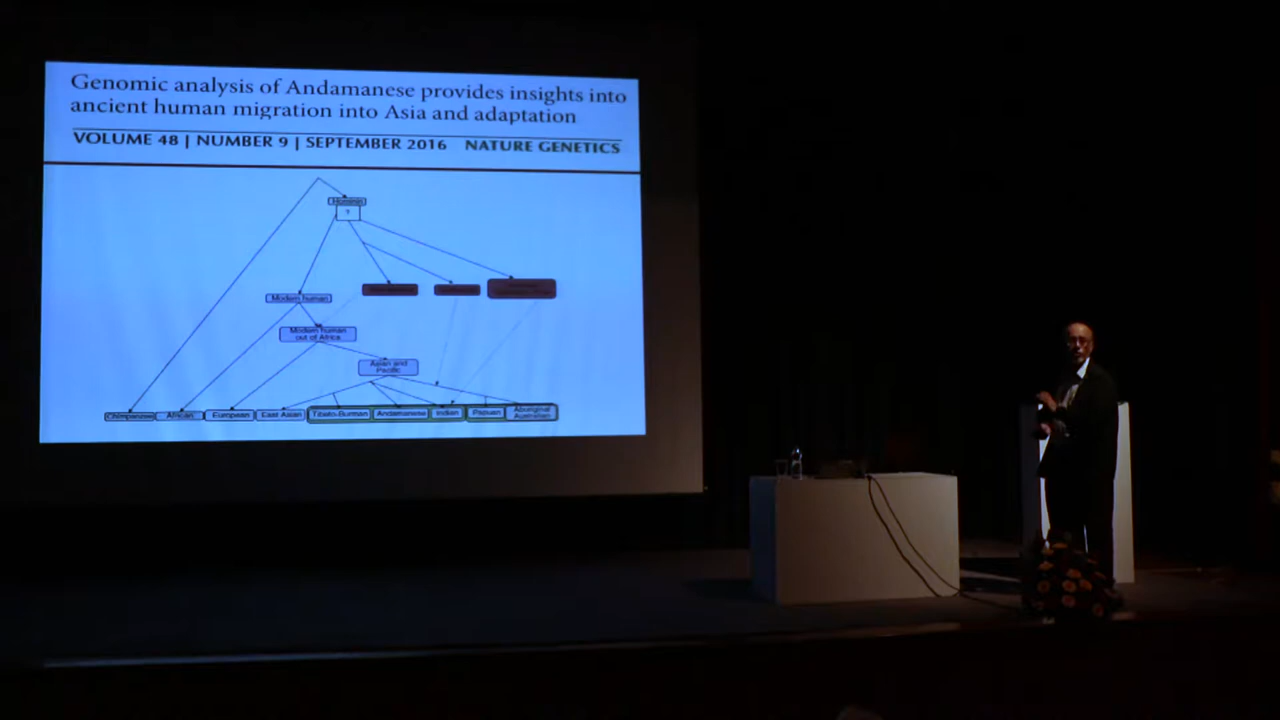 Genomic analysis of Andamanese provides insights into
ancient human migration into Asia and adaptation
VOLUME 48 | NUMBER 9 | SEPTEMBER 2016 NATURE GENETICS
Hominin
?
Modern human
Modern human
out of Africa
Asian and
Pacific
Chimpanzee African European East Asian Tibeto-Burman Andamanese Indian Papuan Aboriginal
Australian